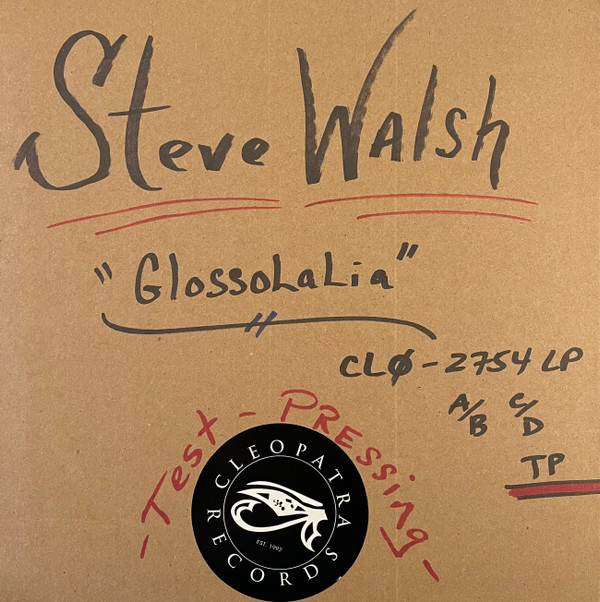 Steve Walsh
"GlossoLaLia"
CLØ-2754 LP
A/B C/D
TP
-Test-PRESSing-
CLEOPATRA
RECORDS
EST. 1992